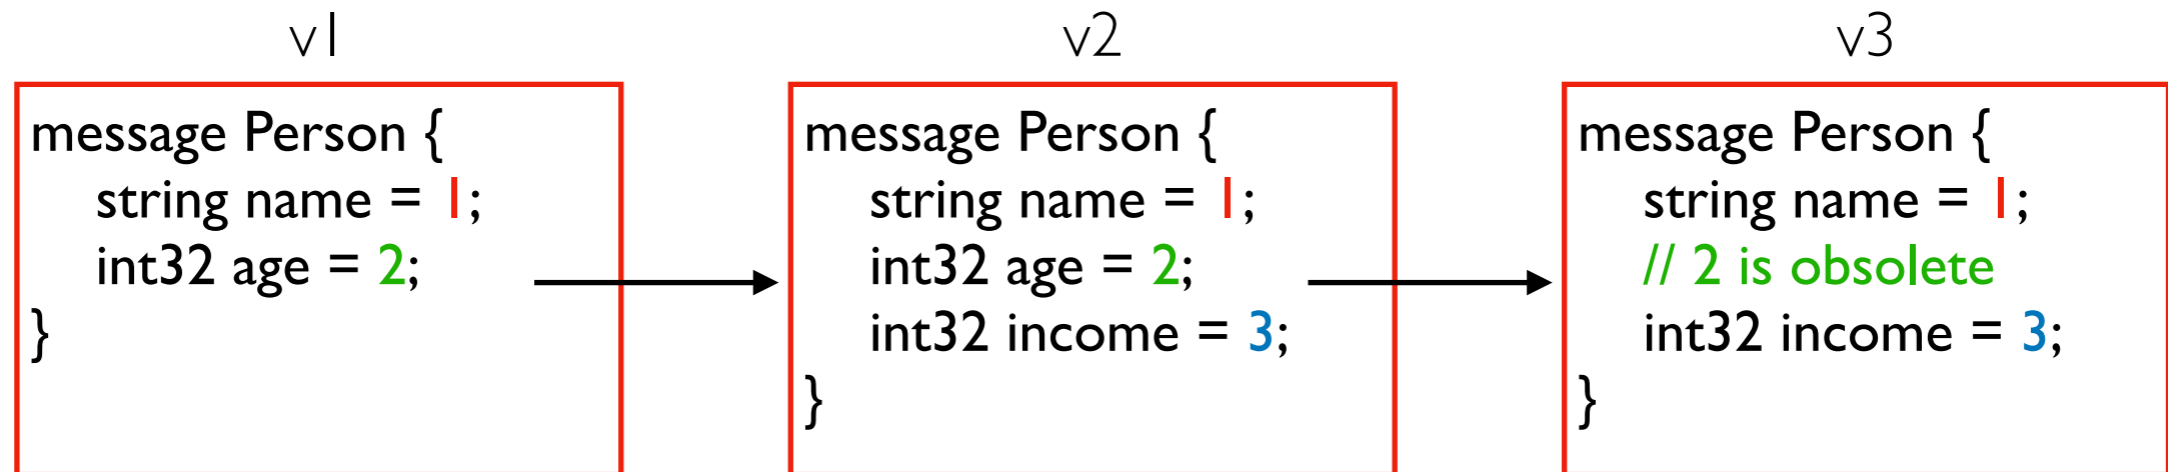 v1
message Person {
string name = 1;
int32 age = 2;
}
v2
message Person {
string name = 1;
int32 age = 2;
int32 income = 3;
}
v3
message Person {
string name = 1;
// 2 is obsolete
int32 income = 3;
}